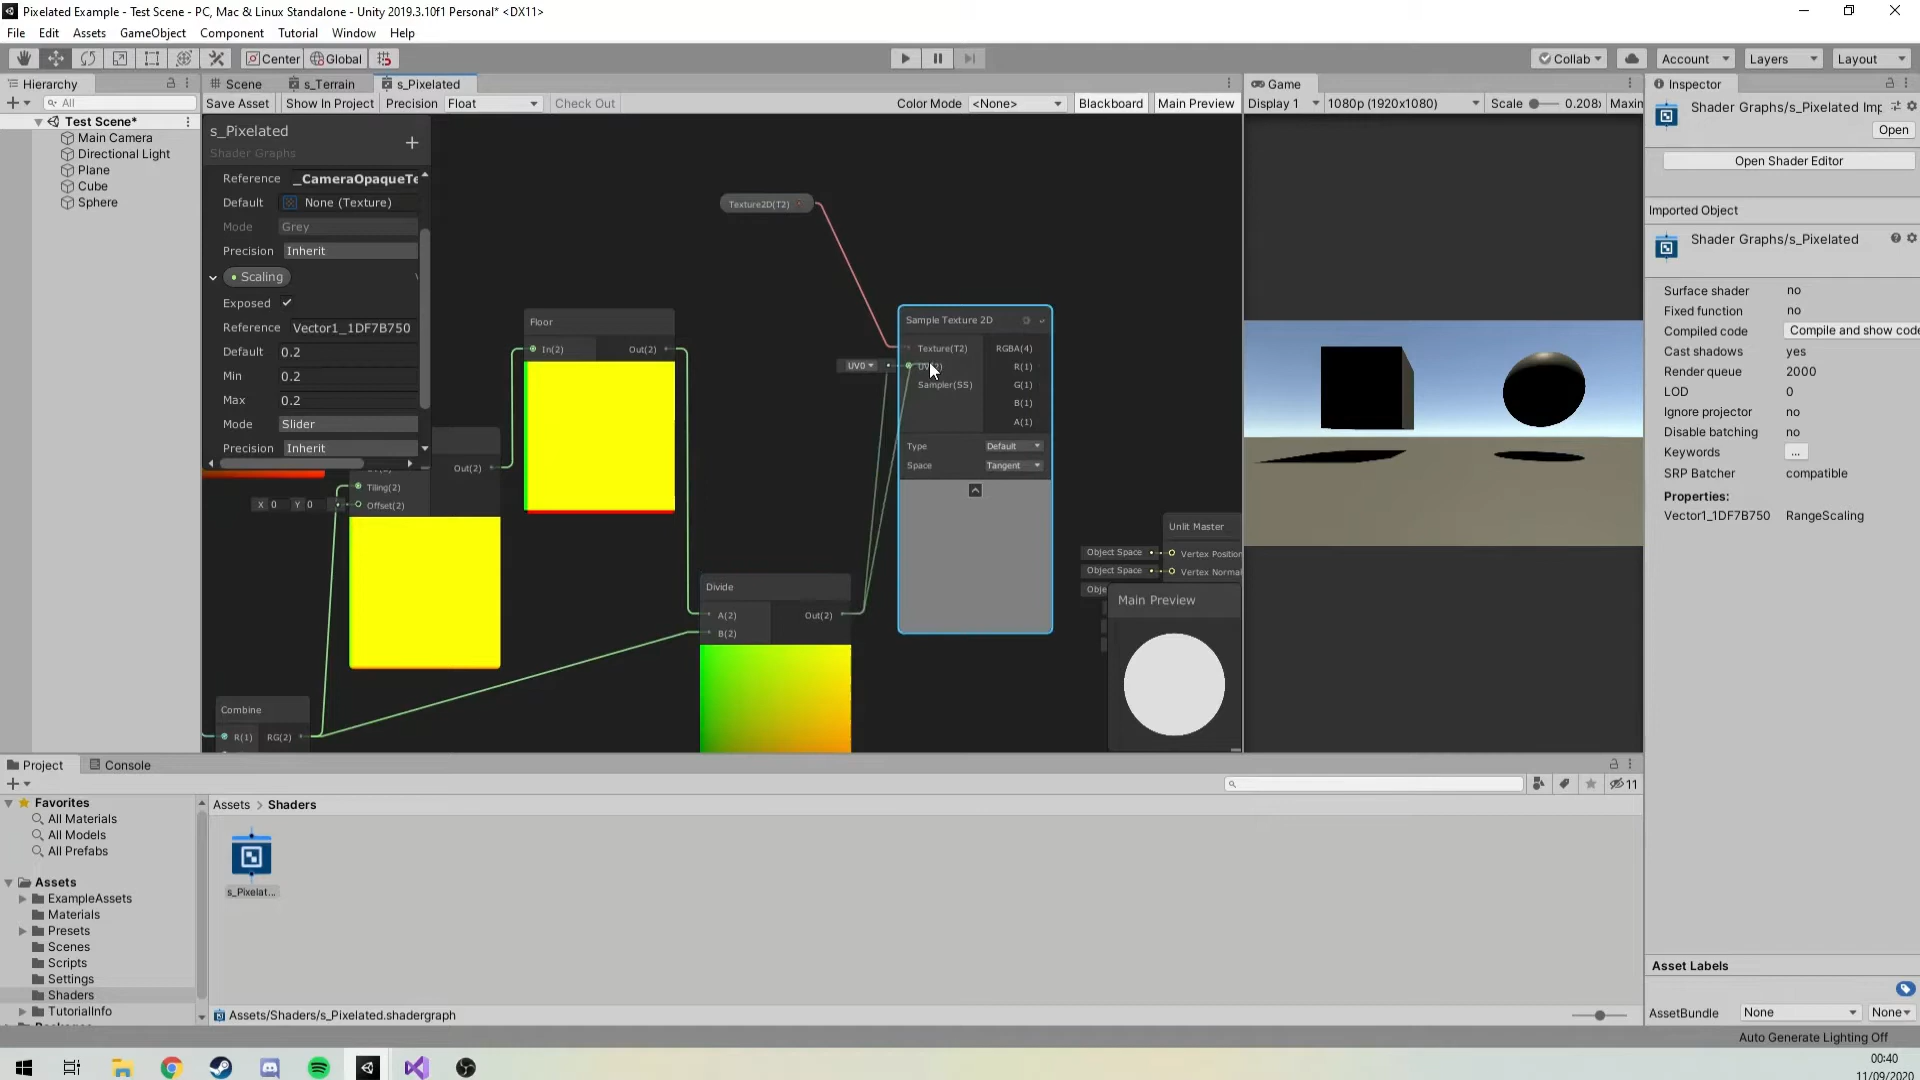 Pixelated Example - Test Scene - PC, Mac & Linux Standalone - Unity 2019.3.10f1 Personal* <DX11>
File Edit Assets GameObject Component Tutorial Window Help
Center Global Collab Account Layers Layout
Hierarchy Scene s_Terrain s_Pixelated Game Inspector
All Save Asset Show In Project Precision Float Check Out Color Mode <None> Blackboard Main Preview Display 1 1080p (1920x1080) Scale 0.208 Maxin
Shader Graphs/s_Pixelated Imp
Open
Open Shader Editor
Imported Object
Shader Graphs/s_Pixelated
Surface shader no
Fixed function no
Compiled code Compile and show code
Cast shadows yes
Render queue 2000
LOD 0
Ignore projector no
Disable batching no
Keywords ...
SRP Batcher compatible
Properties:
Vector1_1DF7B750 RangeScaling
Test Scene*
Main Camera
Directional Light
Plane
Cube
Sphere
s_Pixelated
Shader Graphs
Reference _CameraOpaqueTe
Default None (Texture)
Mode Grey
Precision Inherit
Scaling
Exposed
Reference Vector1_1DF7B750
Default 0.2
Min 0.2
Max 0.2
Mode Slider
Precision Inherit
Out(2)
Tiling(2)
X 0 Y 0 Offset(2)
Combine
R(1) RG(2)
Floor
In(2) Out(2)
Divide
A(2) Out(2)
B(2)
Texture2D(T2)
Sample Texture 2D
Texture(T2) RGBA(4)
UV0 UV(2) R(1)
Sampler(SS) G(1)
B(1)
A(1)
Type Default
Space Tangent
Unlit Master
Object Space Vertex Position
Object Space Vertex Normal
Obje
Main Preview
Project Console
11
Favorites
All Materials
All Models
All Prefabs
Assets
ExampleAssets
Materials
Presets
Scenes
Scripts
Settings
Shaders
TutorialInfo
Assets > Shaders
s_Pixelat...
Assets/Shaders/s_Pixelated.shadergraph
Asset Labels
AssetBundle None None
Auto Generate Lighting Off
00:40
11/09/2020